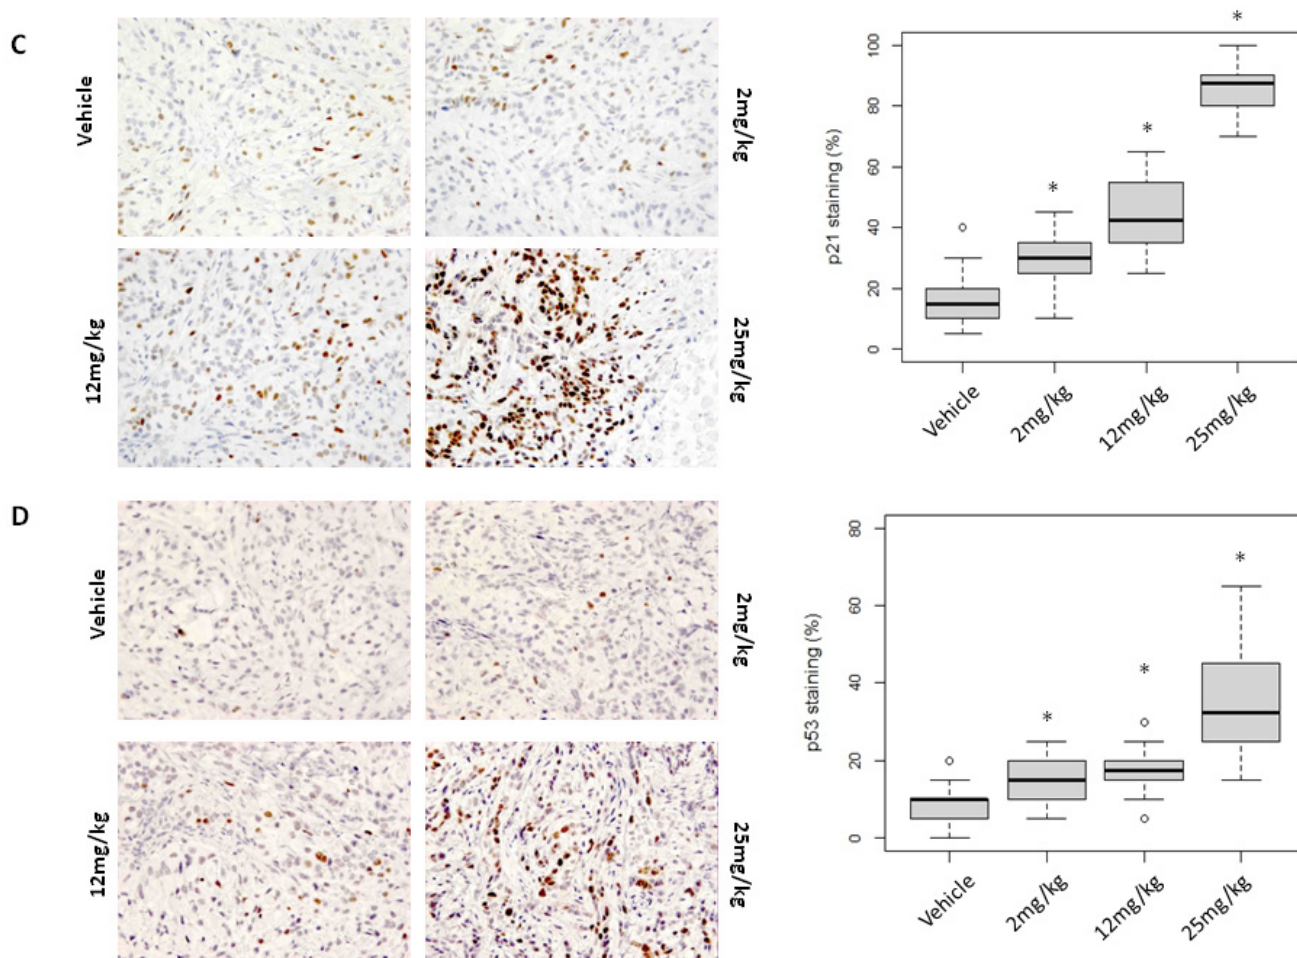 C
Vehicle
2mg/kg
12mg/kg
25mg/kg
p21 staining (%)
100
80
60
40
20
0
*
*
*
Vehicle
2mg/kg
12mg/kg
25mg/kg
D
Vehicle
2mg/kg
12mg/kg
25mg/kg
p53 staining (%)
80
60
40
20
0
*
*
*
Vehicle
2mg/kg
12mg/kg
25mg/kg